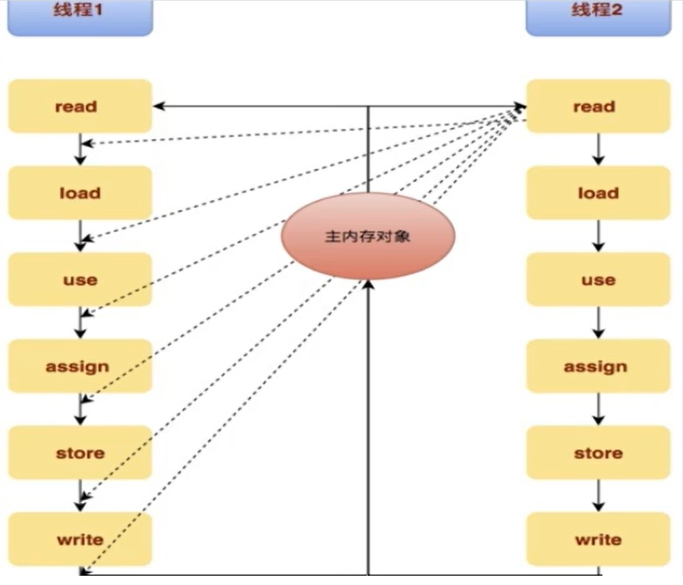 线程1
线程2
read
read
load
load
主内存对象
use
use
assign
assign
store
store
write
write